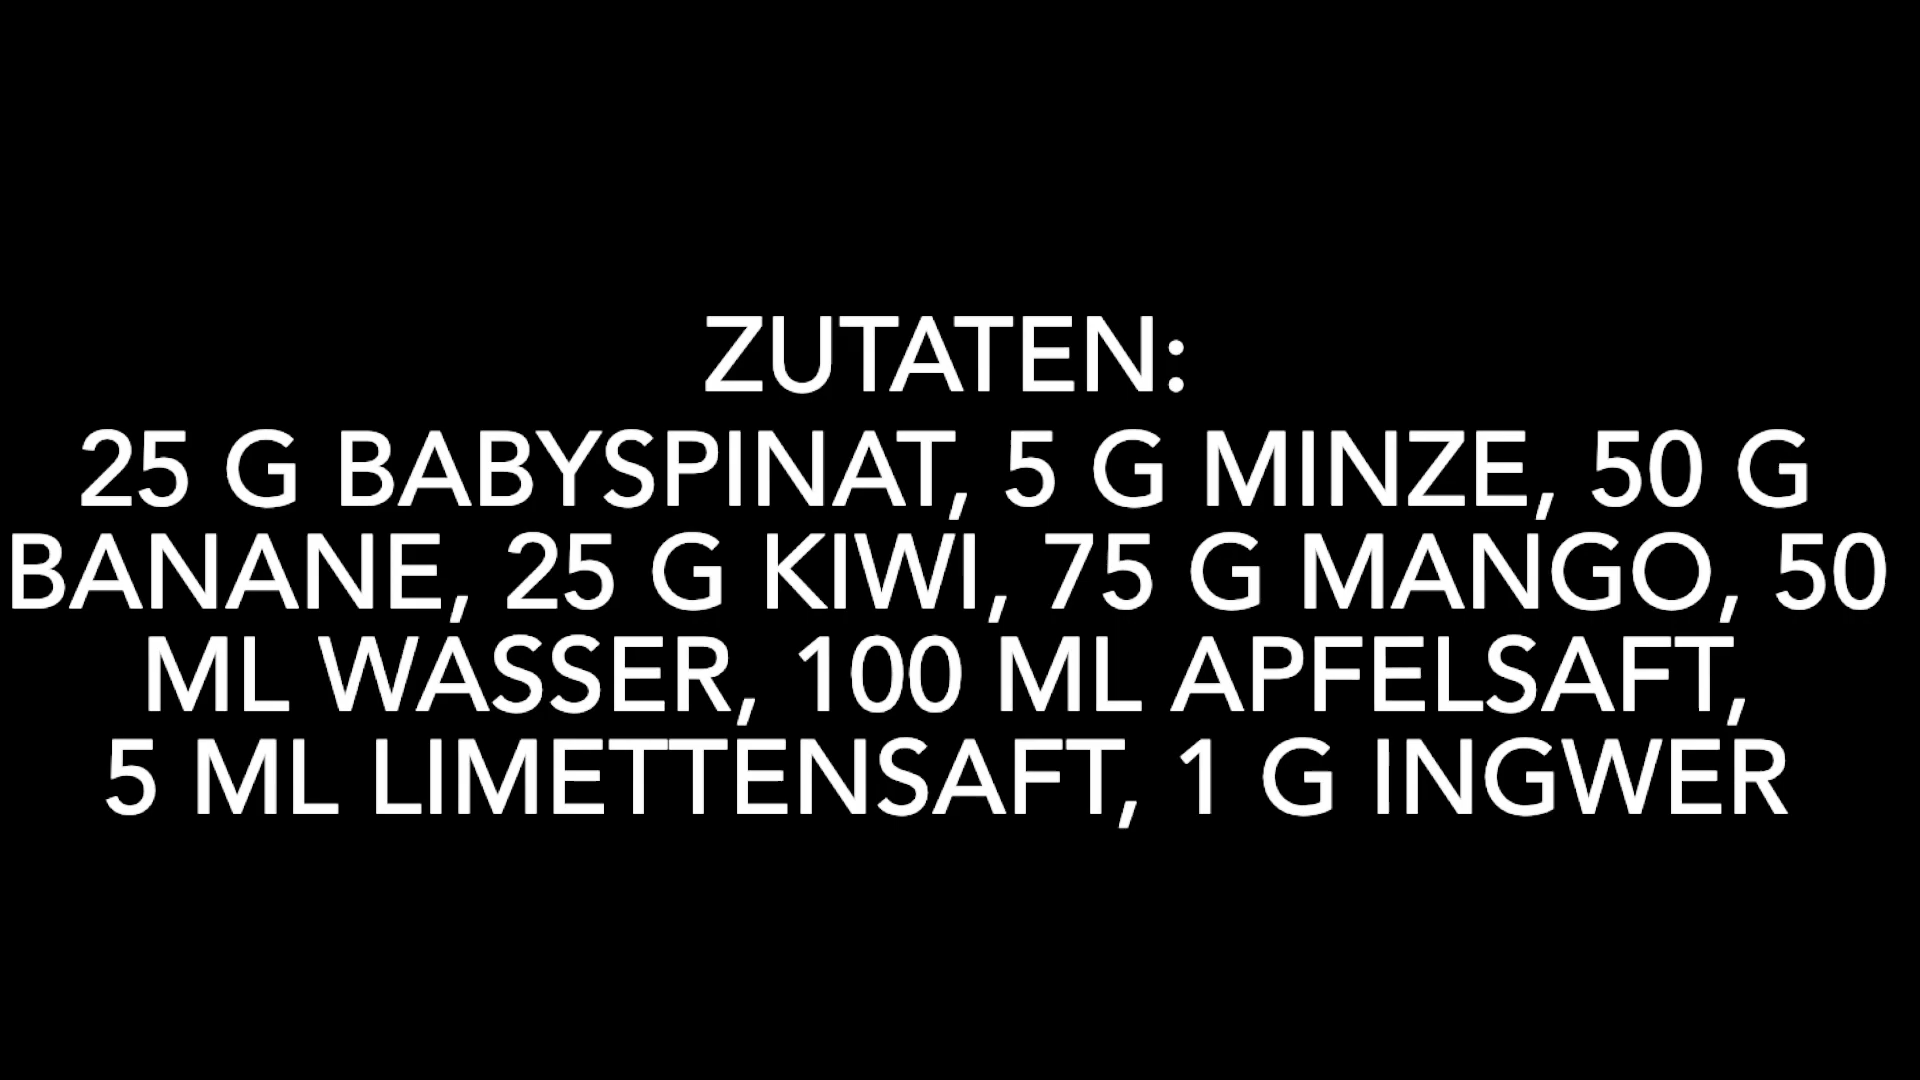 ZUTATEN:
25 G BABYSPINAT, 5 G MINZE, 50 G
BANANE, 25 G KIWI, 75 G MANGO, 50
ML WASSER, 100 ML APFELSAFT,
5 ML LIMETTENSAFT, 1 G INGWER